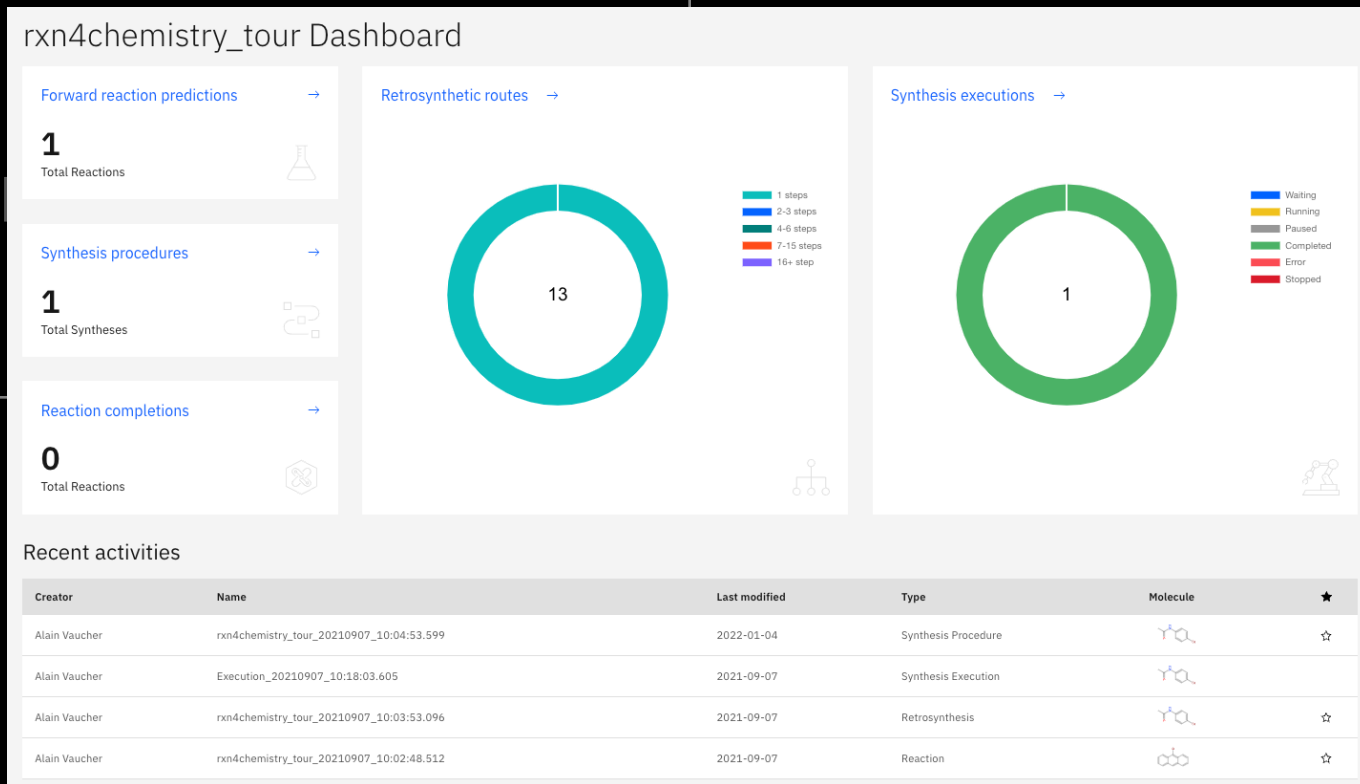 rxn4chemistry_tour Dashboard
Forward reaction predictions
1
Total Reactions
Synthesis procedures
1
Total Syntheses
Reaction completions
0
Total Reactions
Retrosynthetic routes
13
1 steps
2-3 steps
4-6 steps
7-15 steps
16+ step
Synthesis executions
1
Waiting
Running
Paused
Completed
Error
Stopped
Recent activities
Creator Name Last modified Type Molecule
Alain Vaucher rxn4chemistry_tour_20210907_10:04:53.599 2022-01-04 Synthesis Procedure
Alain Vaucher Execution_20210907_10:18:03.605 2021-09-07 Synthesis Execution
Alain Vaucher rxn4chemistry_tour_20210907_10:03:53.096 2021-09-07 Retrosynthesis
Alain Vaucher rxn4chemistry_tour_20210907_10:02:48.512 2021-09-07 Reaction